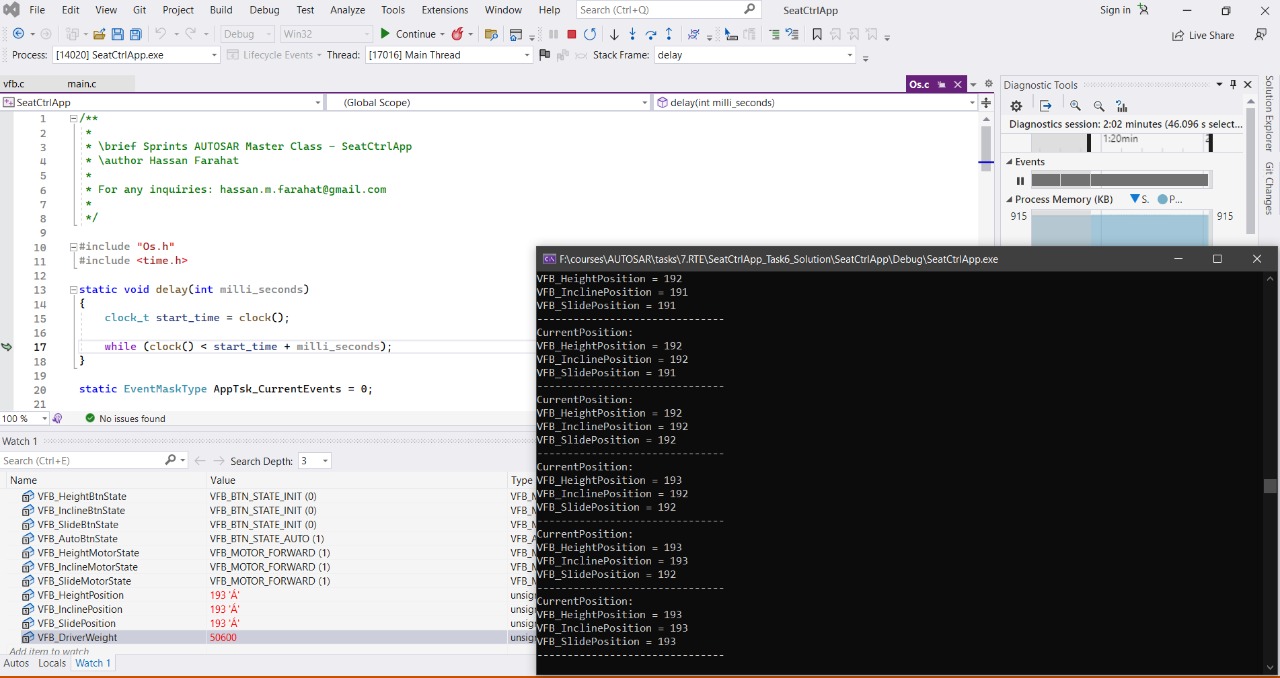 File Edit View Git Project Build Debug Test Analyze Tools Extensions Window Help Search (Ctrl+Q) SeatCtrlApp Sign in
Debug Win32 Continue Live Share
Process: [14020] SeatCtrlApp.exe Lifecycle Events Thread: [17016] Main Thread Stack Frame: delay
vfb.c main.c Os.c
SeatCtrlApp (Global Scope) delay(int milli_seconds)
1 /**
2 *
3 * \brief Sprints AUTOSAR Master Class - SeatCtrlApp
4 * \author Hassan Farahat
5 *
6 * For any inquiries: hassan.m.farahat@gmail.com
7 *
8 */
9
10 #include "Os.h"
11 #include <time.h>
12
13 static void delay(int milli_seconds)
14 {
15 clock_t start_time = clock();
16
17 while (clock() < start_time + milli_seconds);
18 }
19
20 static EventMaskType AppTsk_CurrentEvents = 0;
21
100 % No issues found
Diagnostic Tools
Diagnostics session: 2:02 minutes (46.096 s select...
1:20min 2
Events
Process Memory (KB) S. P...
915 915
Solution Explorer
Git Changes
Watch 1
Search (Ctrl+E) Search Depth: 3
Name Value Type
VFB_HeightBtnState VFB_BTN_STATE_INIT (0) VFB_
VFB_InclineBtnState VFB_BTN_STATE_INIT (0) VFB_
VFB_SlideBtnState VFB_BTN_STATE_INIT (0) VFB_
VFB_AutoBtnState VFB_BTN_STATE_AUTO (1) VFB_
VFB_HeightMotorState VFB_MOTOR_FORWARD (1) VFB_
VFB_InclineMotorState VFB_MOTOR_FORWARD (1) VFB_
VFB_SlideMotorState VFB_MOTOR_FORWARD (1) VFB_
VFB_HeightPosition 193 'Á' unsig
VFB_InclinePosition 193 'Á' unsig
VFB_SlidePosition 193 'Á' unsig
VFB_DriverWeight 50600 unsig
Add item to watch
Autos Locals Watch 1
F:\courses\AUTOSAR\tasks\7.RTE\SeatCtrlApp_Task6_Solution\SeatCtrlApp\Debug\SeatCtrlApp.exe
VFB_HeightPosition = 192
VFB_InclinePosition = 191
VFB_SlidePosition = 191
------------------------------
CurrentPosition:
VFB_HeightPosition = 192
VFB_InclinePosition = 192
VFB_SlidePosition = 191
------------------------------
CurrentPosition:
VFB_HeightPosition = 192
VFB_InclinePosition = 192
VFB_SlidePosition = 192
------------------------------
CurrentPosition:
VFB_HeightPosition = 193
VFB_InclinePosition = 192
VFB_SlidePosition = 192
------------------------------
CurrentPosition:
VFB_HeightPosition = 193
VFB_InclinePosition = 193
VFB_SlidePosition = 192
------------------------------
CurrentPosition:
VFB_HeightPosition = 193
VFB_InclinePosition = 193
VFB_SlidePosition = 193
------------------------------